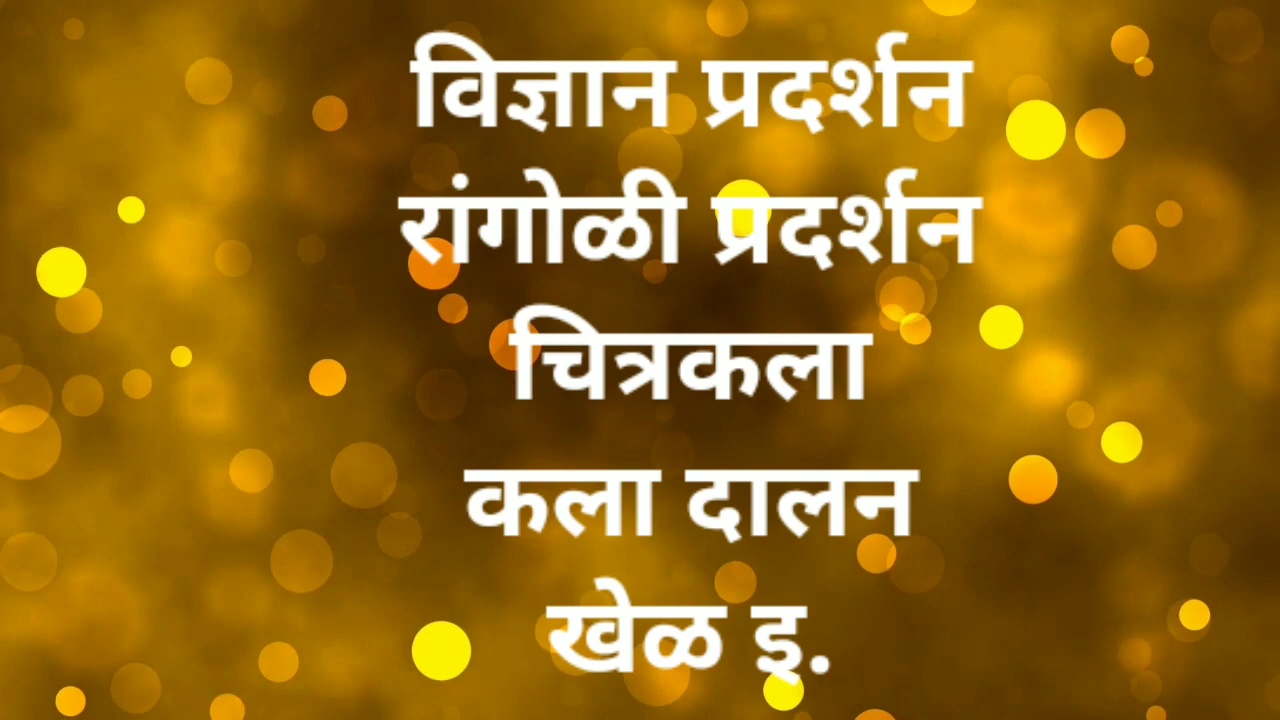 विज्ञान प्रदर्शन
रांगोळी प्रदर्शन
चित्रकला
कला दालन
खेळ इ.